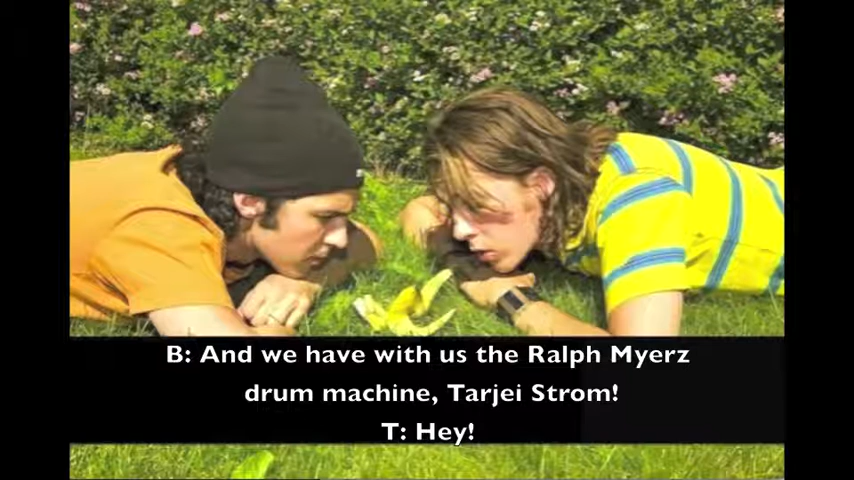 B: And we have with us the Ralph Myerz
drum machine, Tarjei Strom!
T: Hey!